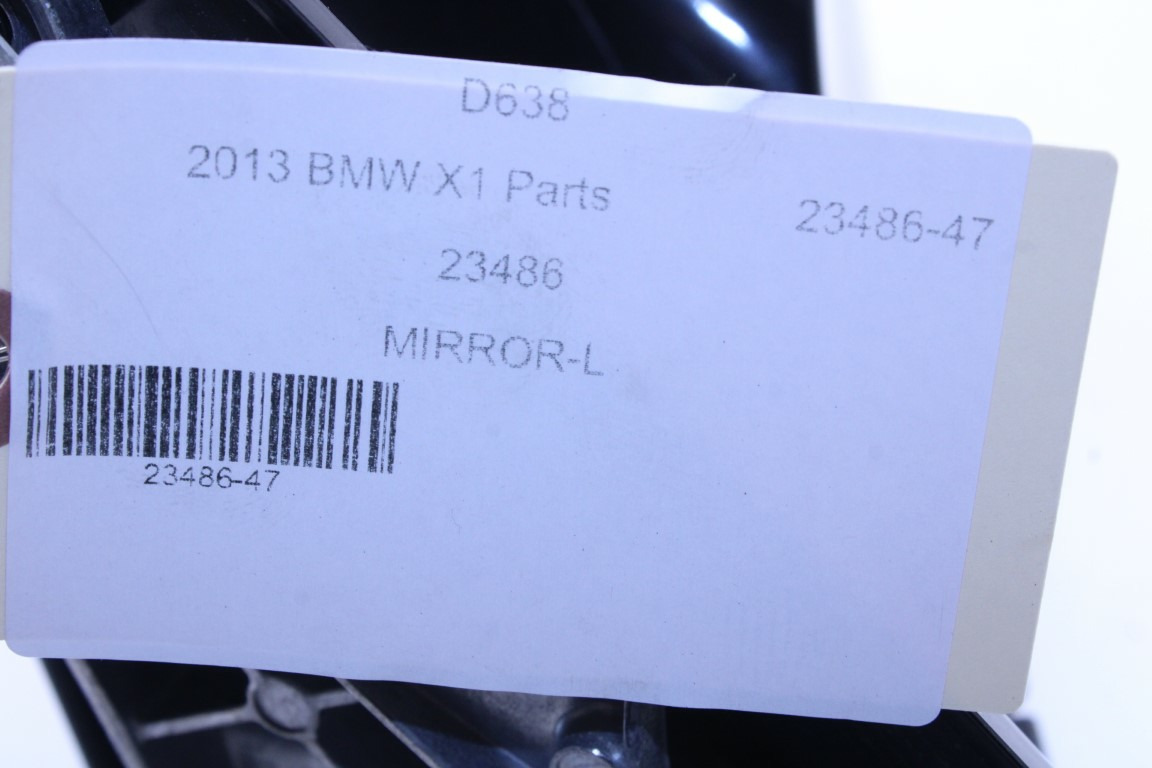 D638
2013 BMW X1 Parts
23486-47
23486
MIRROR-L
23486-47